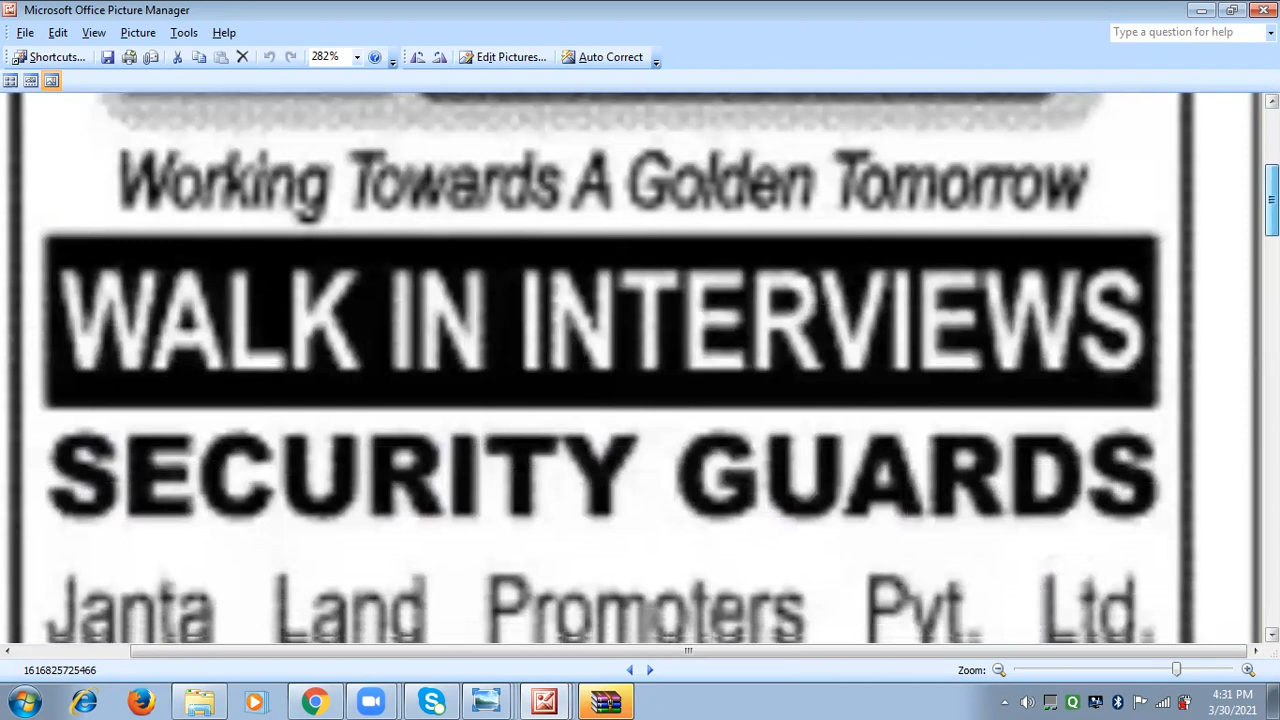 Microsoft Office Picture Manager
File Edit View Picture Tools Help
Type a question for help
Shortcuts... 282% Edit Pictures... Auto Correct
Working Towards A Golden Tomorrow
WALK IN INTERVIEWS
SECURITY GUARDS
Janta Land Promoters Pvt. Ltd.
1616825725466
Zoom:
4:31 PM
3/30/2021